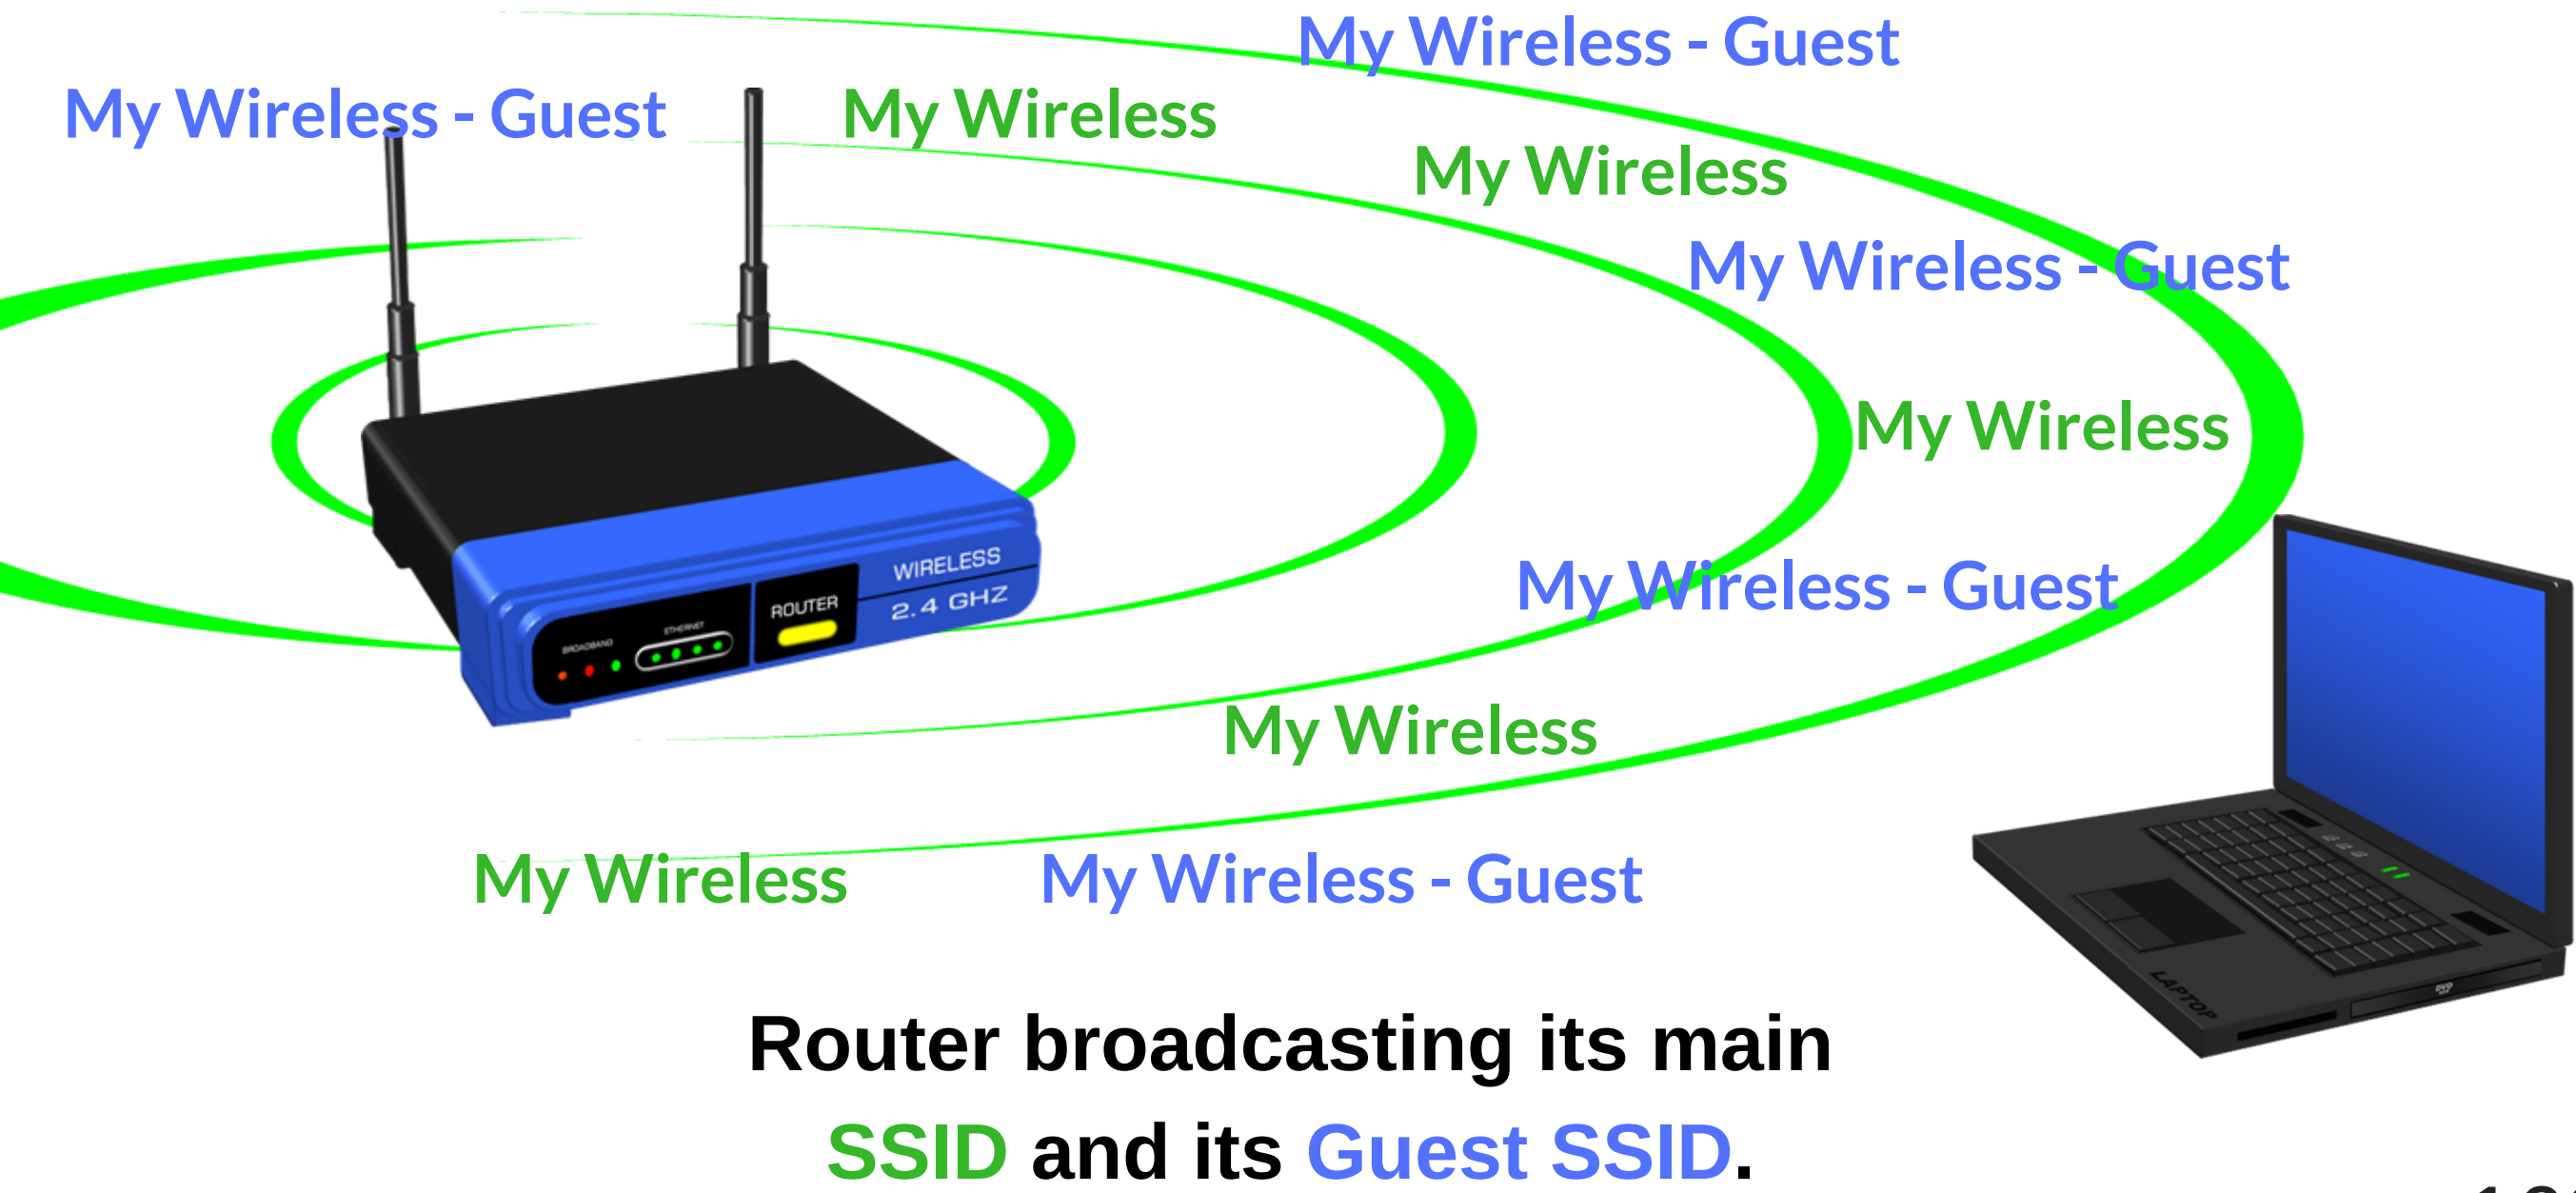 My Wireless - Guest
My Wireless - Guest
My Wireless
My Wireless
My Wireless - Guest
My Wireless
My Wireless - Guest
WIRELESS
2.4 GHZ
ROUTER
ETHERNET
BROADBAND
My Wireless
My Wireless
My Wireless - Guest
LAPTOP
DVD
Router broadcasting its main
SSID and its Guest SSID.